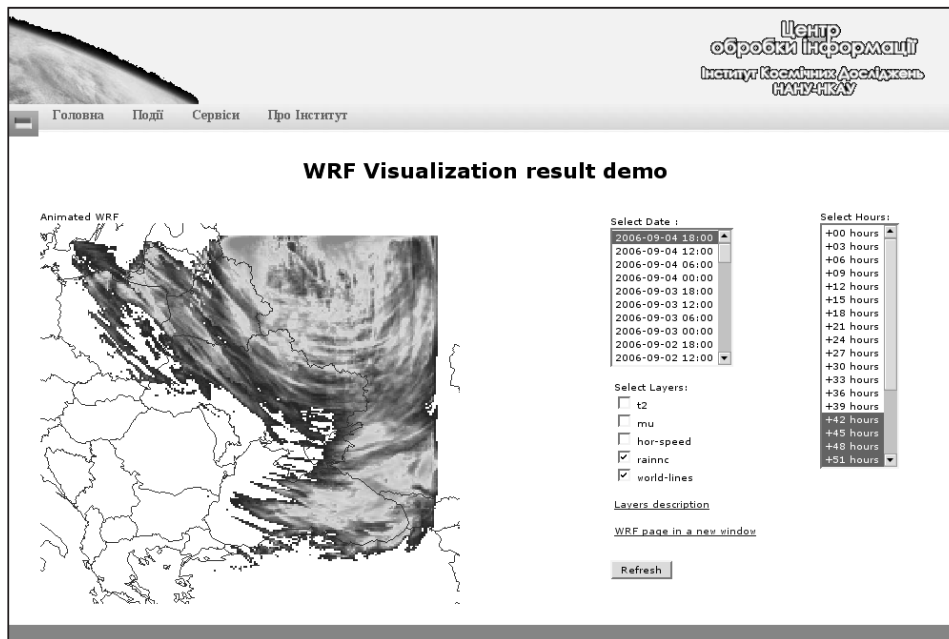 Центр
обробки інформації
Інститут Космічних Досліджень
НАНУ-НКАУ
Головна Події Сервіси Про Інститут
WRF Visualization result demo
Animated WRF
Select Date :
2006-09-04 18:00
2006-09-04 12:00
2006-09-04 06:00
2006-09-04 00:00
2006-09-03 18:00
2006-09-03 12:00
2006-09-03 06:00
2006-09-03 00:00
2006-09-02 18:00
2006-09-02 12:00
Select Layers:
t2
mu
hor-speed
rainnc
world-lines
Layers description
WRF page in a new window
Refresh
Select Hours:
+00 hours
+03 hours
+06 hours
+09 hours
+12 hours
+15 hours
+18 hours
+21 hours
+24 hours
+27 hours
+30 hours
+33 hours
+36 hours
+39 hours
+42 hours
+45 hours
+48 hours
+51 hours